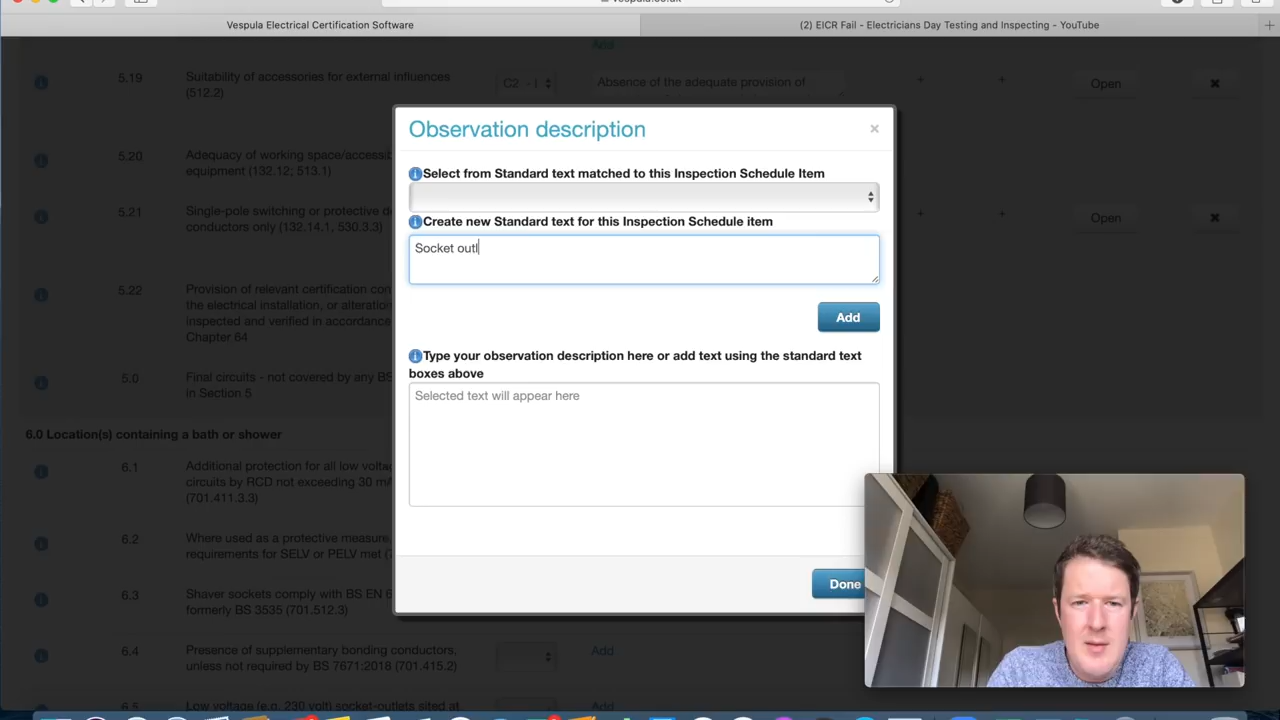 Vespula Electrical Certification Software
(2) EICR Fail - Electricians Day Testing and Inspecting - YouTube
Add
5.19
Suitability of accessories for external influences
(512.2)
C2 - I
Absence of the adequate provision of
+
+
Open
✖
5.20
Adequacy of working space/accessib
equipment (132.12; 513.1)
5.21
Single-pole switching or protective d
conductors only (132.14.1, 530.3.3)
+
+
Open
✖
5.22
Provision of relevant certification con
the electrical installation, or alteration
inspected and verified in accordance
Chapter 64
5.0
Final circuits - not covered by any BS
in Section 5
6.0 Location(s) containing a bath or shower
6.1
Additional protection for all low volta
circuits by RCD not exceeding 30 m
(701.411.3.3)
6.2
Where used as a protective measure,
requirements for SELV or PELV met (
6.3
Shaver sockets comply with BS EN 6
formerly BS 3535 (701.512.3)
6.4
Presence of supplementary bonding conductors,
unless not required by BS 7671:2018 (701.415.2)
Add
6.5
Low voltage (e.g. 230 volt) socket-outlets sited at
Observation description
×
Select from Standard text matched to this Inspection Schedule Item
Create new Standard text for this Inspection Schedule item
Socket outl
Add
Type your observation description here or add text using the standard text
boxes above
Selected text will appear here
Done